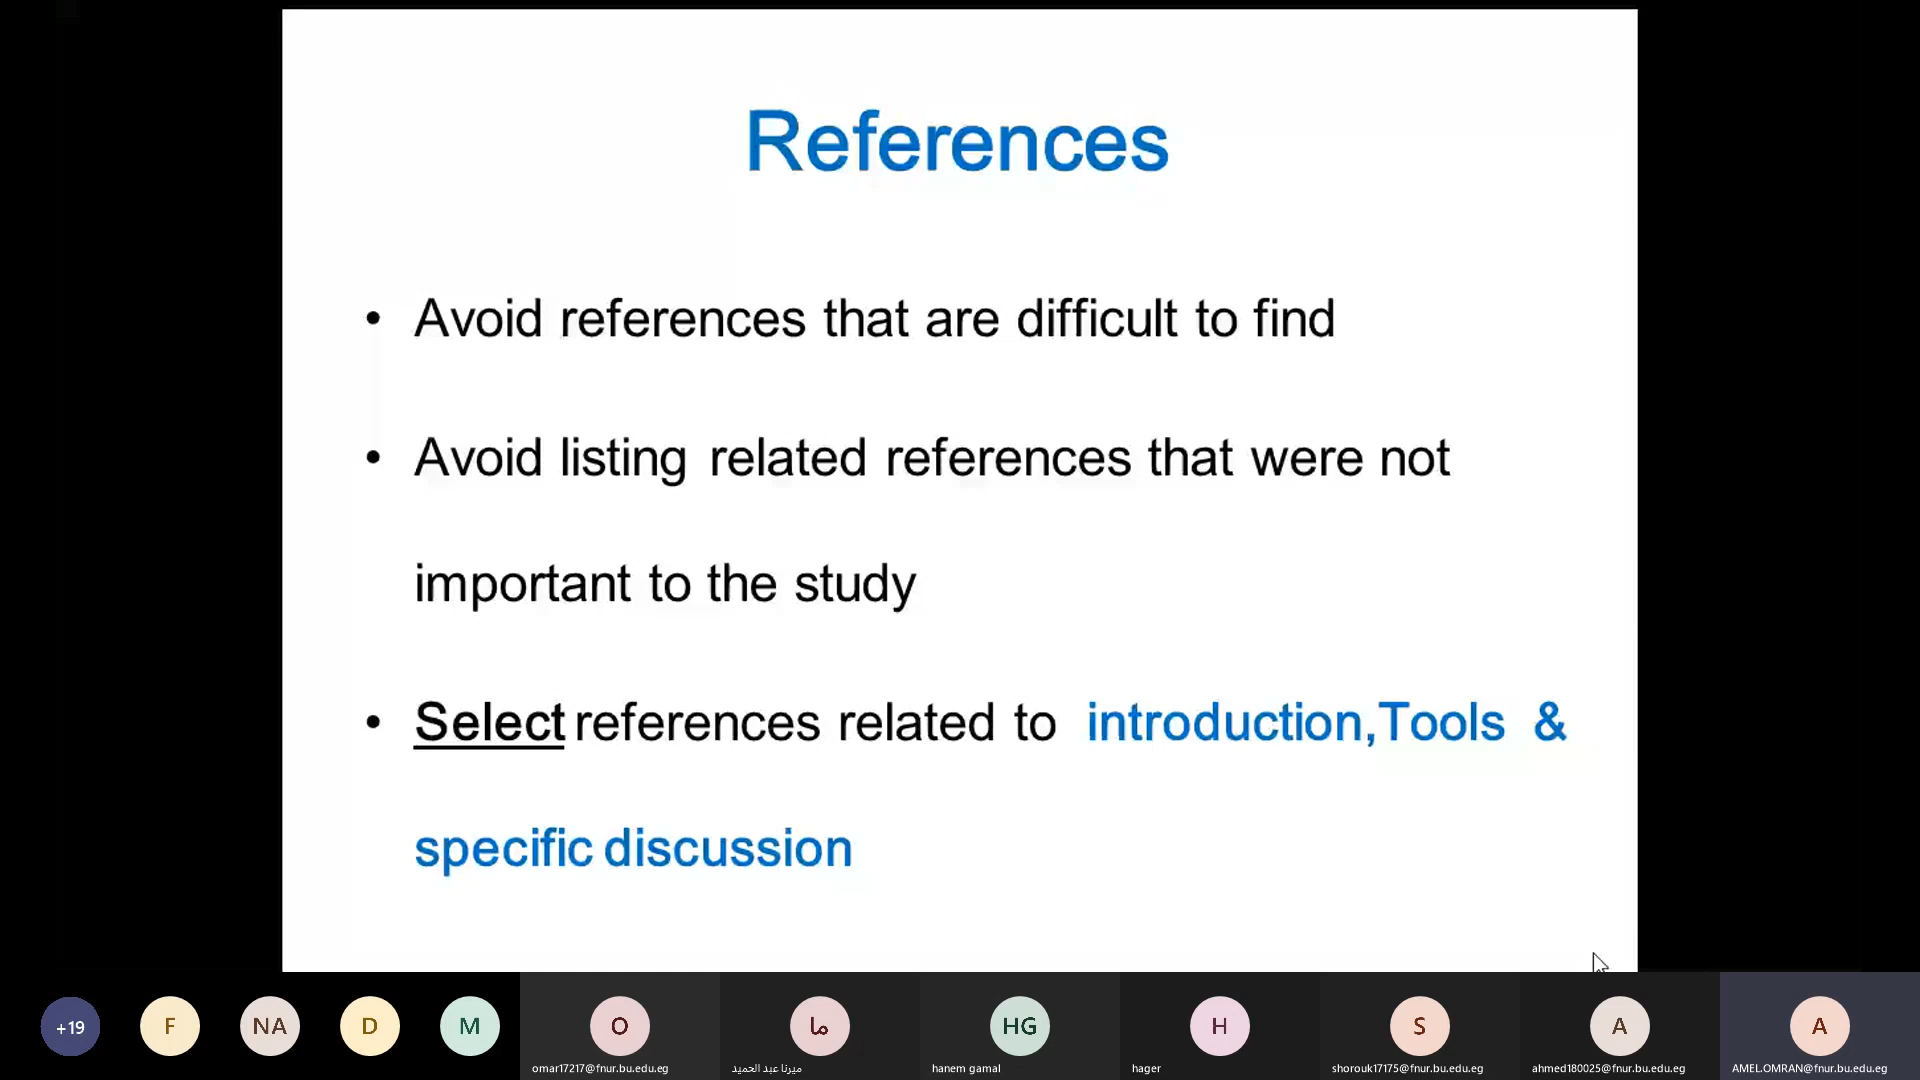 References
• Avoid references that are difficult to find
• Avoid listing related references that were not
important to the study
• Select references related to introduction,Tools &
specific discussion
+19
F
NA
D
M
O
ما
HG
H
S
A
A
omar17217@fnur.bu.edu.eg
ميرنا عبد الحميد
hanem gamal
hager
shorouk17175@fnur.bu.edu.eg
ahmed180025@fnur.bu.edu.eg
AMEL.OMRAN@fnur.bu.edu.eg